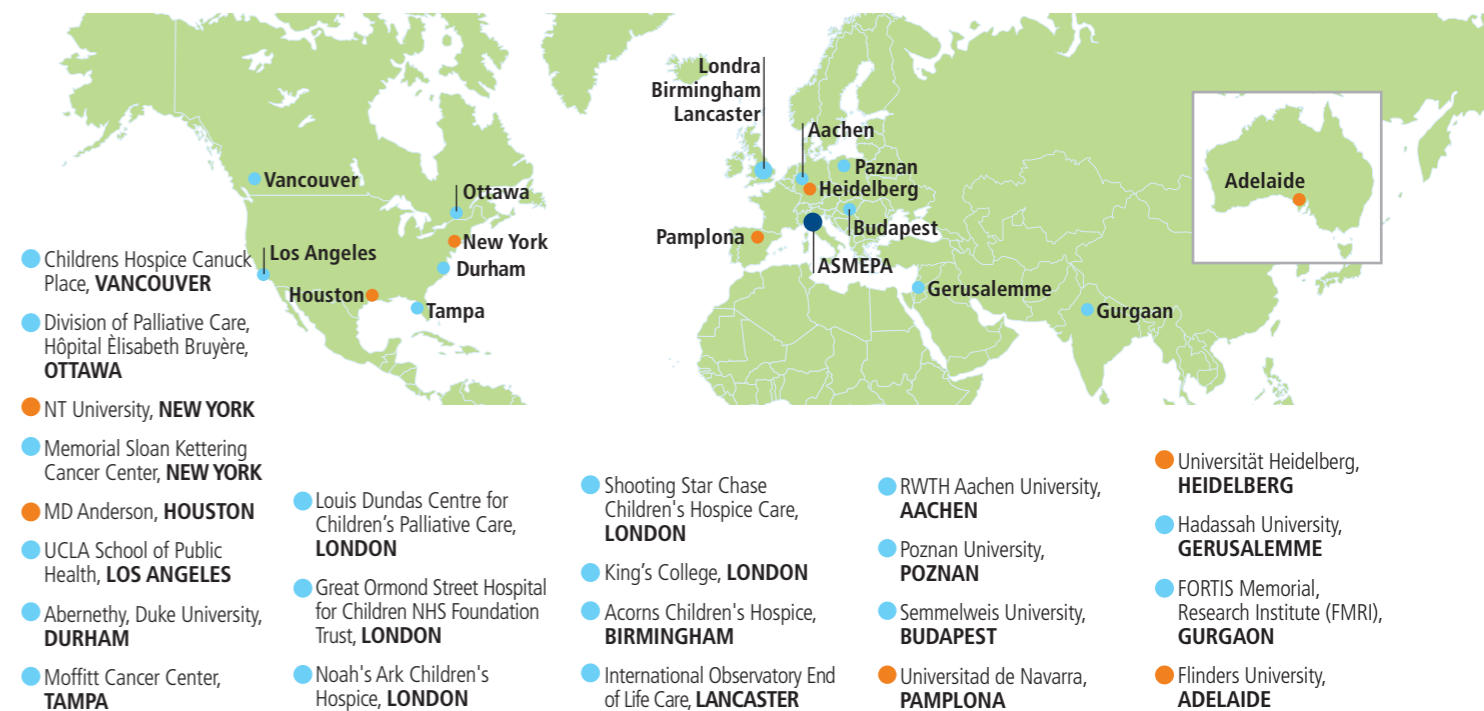 Londra
Birmingham
Lancaster
Aachen
Paznan
Heidelberg
Vancouver
Ottawa
Adelaide
New York
Pamplona
Budapest
Los Angeles
Durham
ASMEPA
Houston
Gerusalemme
Tampa
Gurgaan
Childrens Hospice Canuck
Place, VANCOUVER
Division of Palliative Care,
Hôpital Èlisabeth Bruyère,
OTTAWA
NT University, NEW YORK
Memorial Sloan Kettering
Cancer Center, NEW YORK
MD Anderson, HOUSTON
UCLA School of Public
Health, LOS ANGELES
Abernethy, Duke University,
DURHAM
Moffitt Cancer Center,
TAMPA
Louis Dundas Centre for
Children’s Palliative Care,
LONDON
Great Ormond Street Hospital
for Children NHS Foundation
Trust, LONDON
Noah's Ark Children's
Hospice, LONDON
Shooting Star Chase
Children's Hospice Care,
LONDON
King’s College, LONDON
Acorns Children's Hospice,
BIRMINGHAM
International Observatory End
of Life Care, LANCASTER
RWTH Aachen University,
AACHEN
Poznan University,
POZNAN
Semmelweis University,
BUDAPEST
Universitad de Navarra,
PAMPLONA
Universität Heidelberg,
HEIDELBERG
Hadassah University,
GERUSALEMME
FORTIS Memorial,
Research Institute (FMRI),
GURGAON
Flinders University,
ADELAIDE